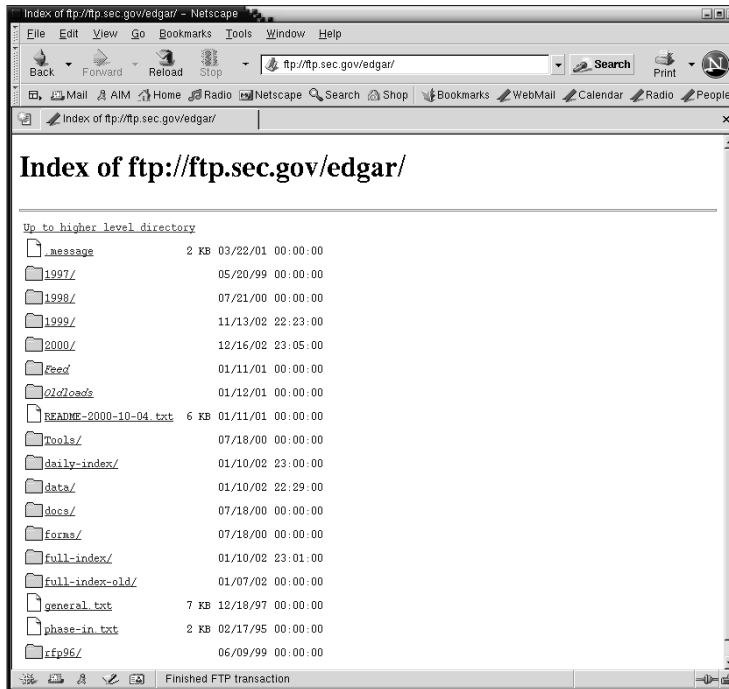 Index of ftp://ftp.sec.gov/edgar/ – Netscape
File Edit View Go Bookmarks Tools Window Help
Back Forward Reload Stop ftp://ftp.sec.gov/edgar/ Search Print N
Mail AIM Home Radio Netscape Search Shop Bookmarks WebMail Calendar Radio People
Index of ftp://ftp.sec.gov/edgar/
Index of ftp://ftp.sec.gov/edgar/
Up to higher level directory
.message 2 KB 03/22/01 00:00:00
1997/ 05/20/99 00:00:00
1998/ 07/21/00 00:00:00
1999/ 11/13/02 22:23:00
2000/ 12/16/02 23:05:00
Feed 01/11/01 00:00:00
Oldloads 01/12/01 00:00:00
README-2000-10-04.txt 6 KB 01/11/01 00:00:00
Tools/ 07/18/00 00:00:00
daily-index/ 01/10/02 23:00:00
data/ 01/10/02 22:29:00
docs/ 07/18/00 00:00:00
forms/ 07/18/00 00:00:00
full-index/ 01/10/02 23:01:00
full-index-old/ 01/07/02 00:00:00
general.txt 7 KB 12/18/97 00:00:00
phase-in.txt 2 KB 02/17/95 00:00:00
rfp96/ 06/09/99 00:00:00
Finished FTP transaction